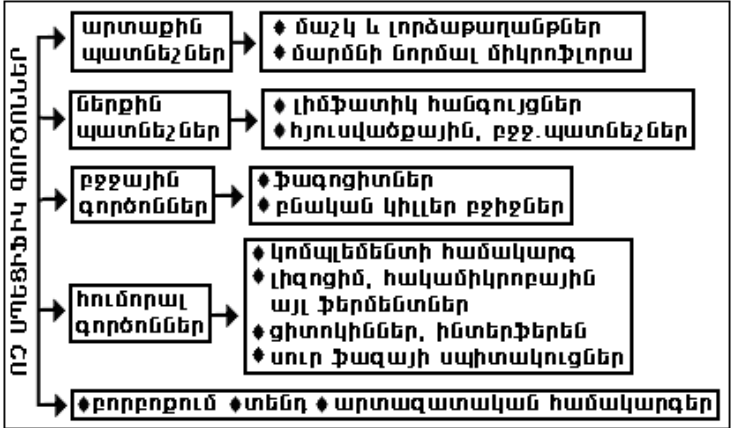 ՈՉ ՍՊԵՑԻՖԻԿ ԳՈՐԾՈՆՆԵՐ
արտաքին
պատնեշներ
♦ մաշկ և լորձաթաղանթներ
♦ մարմնի նորմալ միկրոֆլորա
ներքին
պատնեշներ
♦ լիմֆատիկ հանգույցներ
♦ հյուսվածքային, բջջ.պատնեշներ
բջջային
գործոններ
♦ ֆագոցիտներ
♦ բնական կիլլեր բջիջներ
հումորալ
գործոններ
♦ կոմպլեմենտի համակարգ
♦ լիզոցիմ, հակամիկրոբային
այլ ֆերմենտներ
♦ ցիտոկիններ, ինտերֆերեն
♦ սուր ֆազայի սպիտակուցներ
♦բորբոքում ♦տենդ ♦ արտազատական համակարգեր